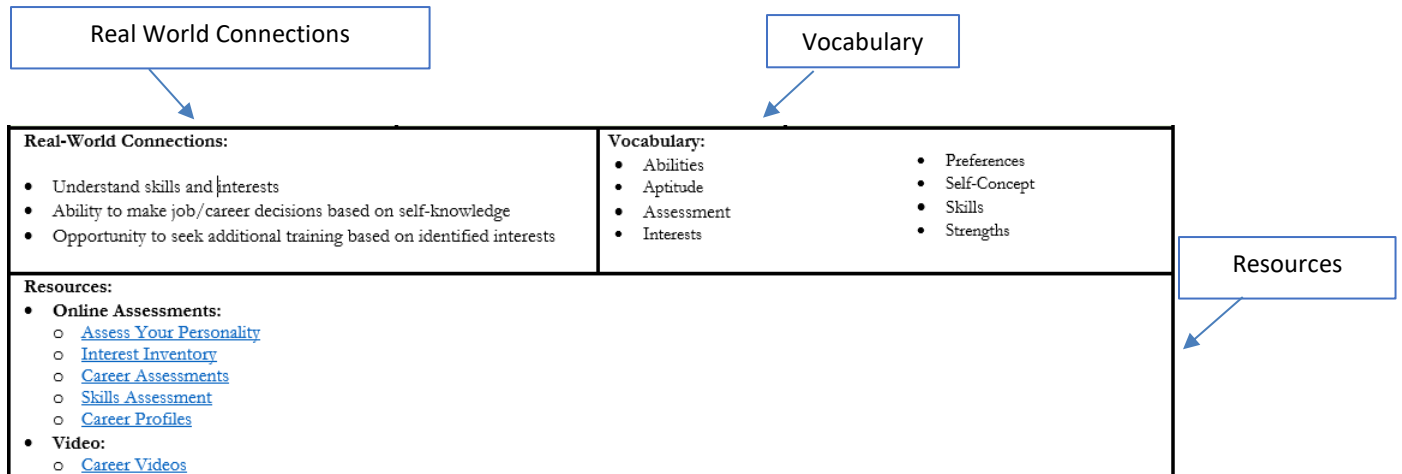 Real World Connections
Vocabulary
Real-World Connections:
• Understand skills and interests
• Ability to make job/career decisions based on self-knowledge
• Opportunity to seek additional training based on identified interests
Vocabulary:
• Abilities
• Aptitude
• Assessment
• Interests
• Preferences
• Self-Concept
• Skills
• Strengths
Resources
Resources:
• Online Assessments:
o Assess Your Personality
o Interest Inventory
o Career Assessments
o Skills Assessment
o Career Profiles
• Video:
o Career Videos